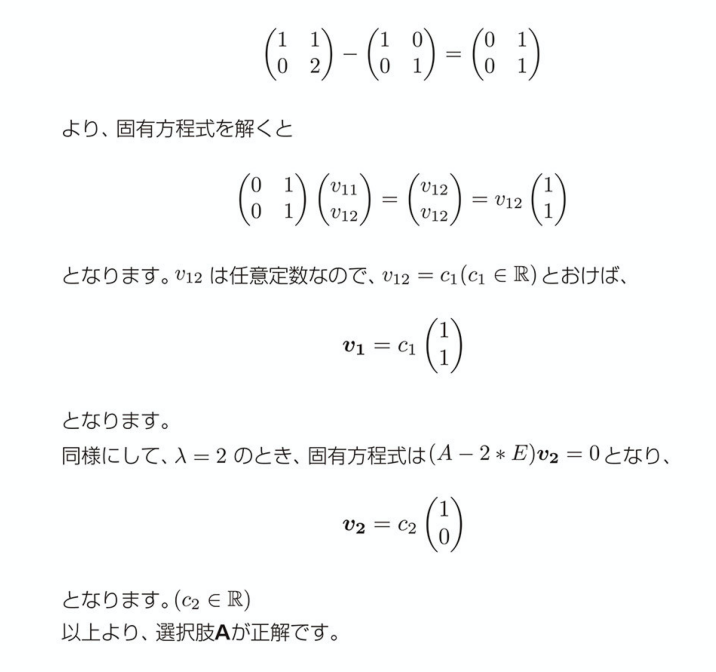 $$\begin{pmatrix} 1 & 1 \\ 0 & 2 \end{pmatrix} - \begin{pmatrix} 1 & 0 \\ 0 & 1 \end{pmatrix} = \begin{pmatrix} 0 & 1 \\ 0 & 1 \end{pmatrix}$$
より、固有方程式を解くと
$$\begin{pmatrix} 0 & 1 \\ 0 & 1 \end{pmatrix} \begin{pmatrix} v_{11} \\ v_{12} \end{pmatrix} = \begin{pmatrix} v_{12} \\ v_{12} \end{pmatrix} = v_{12} \begin{pmatrix} 1 \\ 1 \end{pmatrix}$$
となります。$v_{12}$ は任意定数なので、$v_{12} = c_1 (c_1 \in \mathbb{R})$ とおけば、
$$\boldsymbol{v_1} = c_1 \begin{pmatrix} 1 \\ 1 \end{pmatrix}$$
となります。
同様にして、$\lambda = 2$ のとき、固有方程式は$(A - 2 * E)\boldsymbol{v_2} = 0$となり、
$$\boldsymbol{v_2} = c_2 \begin{pmatrix} 1 \\ 0 \end{pmatrix}$$
となります。$(c_2 \in \mathbb{R})$
以上より、選択肢Aが正解です。